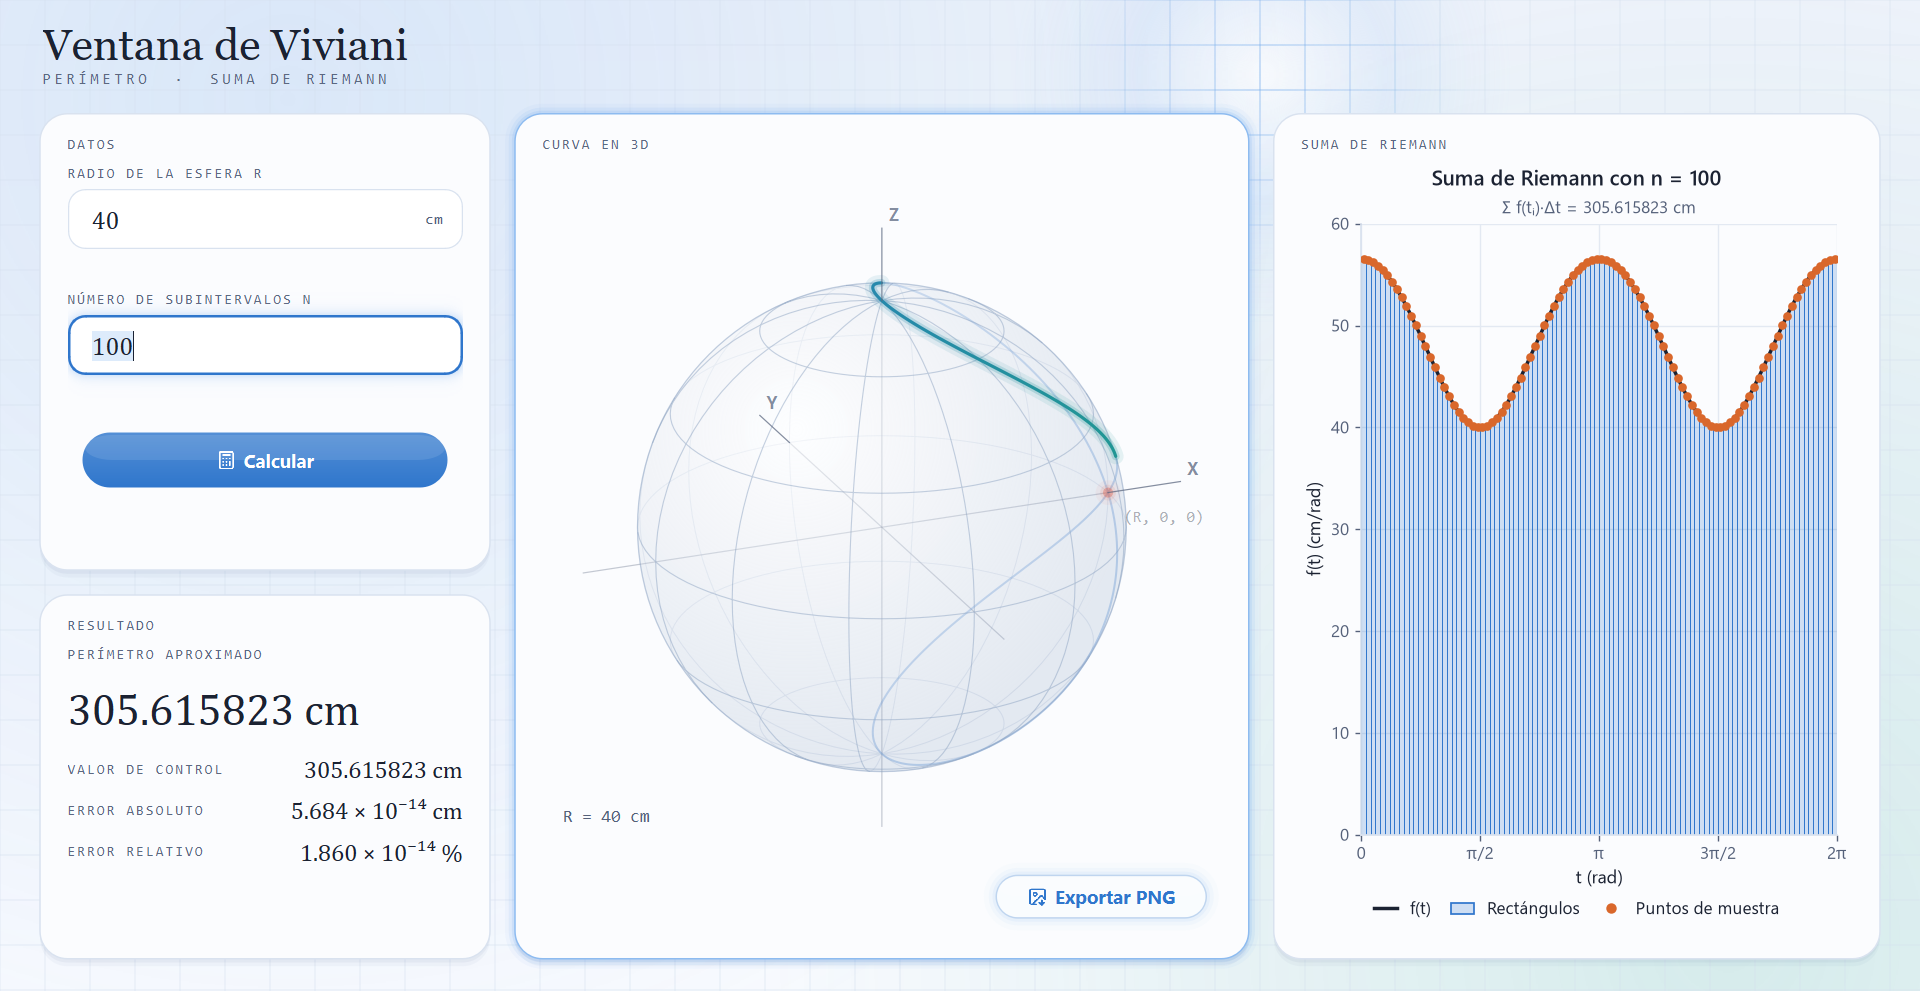 Ventana de Viviani
PERÍMETRO · SUMA DE RIEMANN
DATOS
RADIO DE LA ESFERA R
40 cm
NÚMERO DE SUBINTERVALOS N
100
Calcular
RESULTADO
PERÍMETRO APROXIMADO
305.615823 cm
VALOR DE CONTROL 305.615823 cm
ERROR ABSOLUTO 5.684 × 10⁻¹⁴ cm
ERROR RELATIVO 1.860 × 10⁻¹⁴ %
CURVA EN 3D
Z
Y
X
(R, 0, 0)
R = 40 cm
Exportar PNG
SUMA DE RIEMANN
Suma de Riemann con n = 100
Σ f(tᵢ)·Δt = 305.615823 cm
60
50
40
30
20
10
0
f(t) (cm/rad)
0 π/2 π 3π/2 2π
t (rad)
f(t) Rectángulos Puntos de muestra